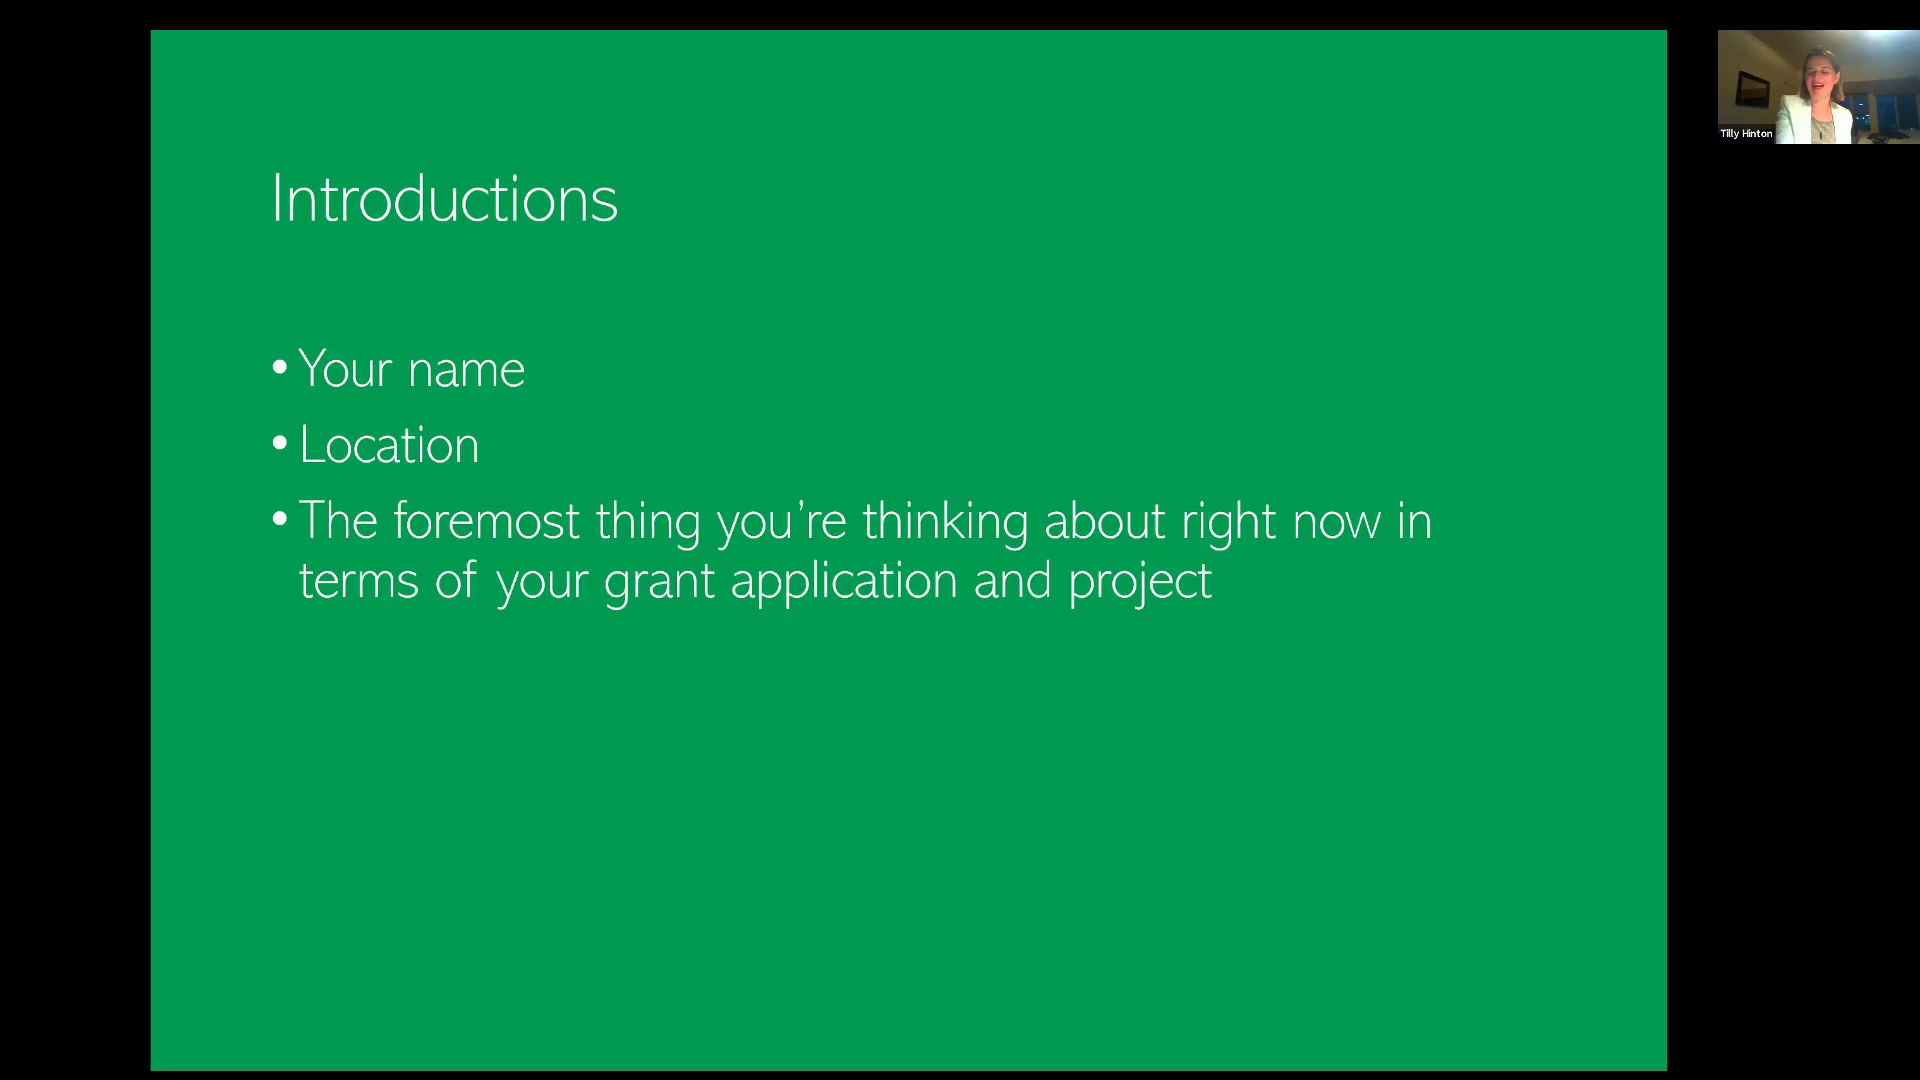 Introductions
• Your name
• Location
• The foremost thing you’re thinking about right now in
terms of your grant application and project
Tilly Hinton